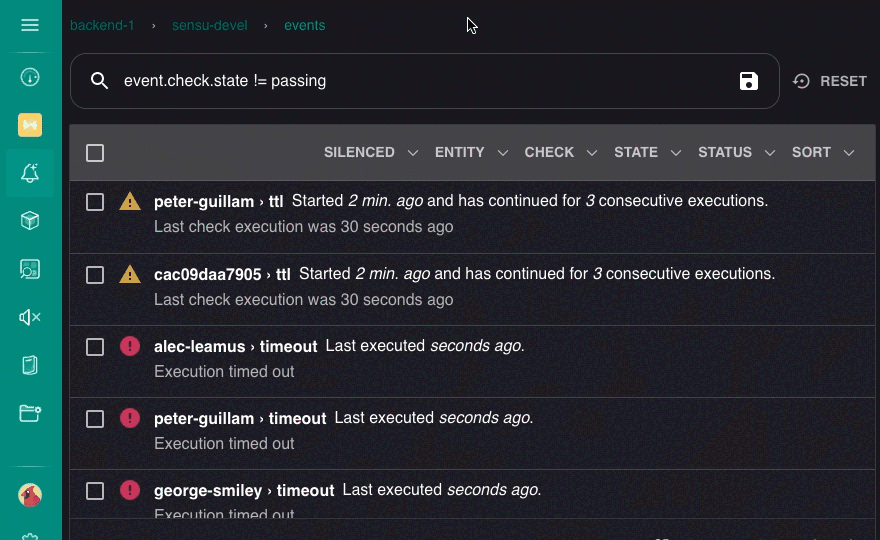 backend-1 › sensu-devel › events
event.check.state != passing
RESET
SILENCED ENTITY CHECK STATE STATUS SORT
peter-guillam › ttl Started 2 min. ago and has continued for 3 consecutive executions.
Last check execution was 30 seconds ago
cac09daa7905 › ttl Started 2 min. ago and has continued for 3 consecutive executions.
Last check execution was 30 seconds ago
alec-leamus › timeout Last executed seconds ago.
Execution timed out
peter-guillam › timeout Last executed seconds ago.
Execution timed out
george-smiley › timeout Last executed seconds ago.
Execution timed out